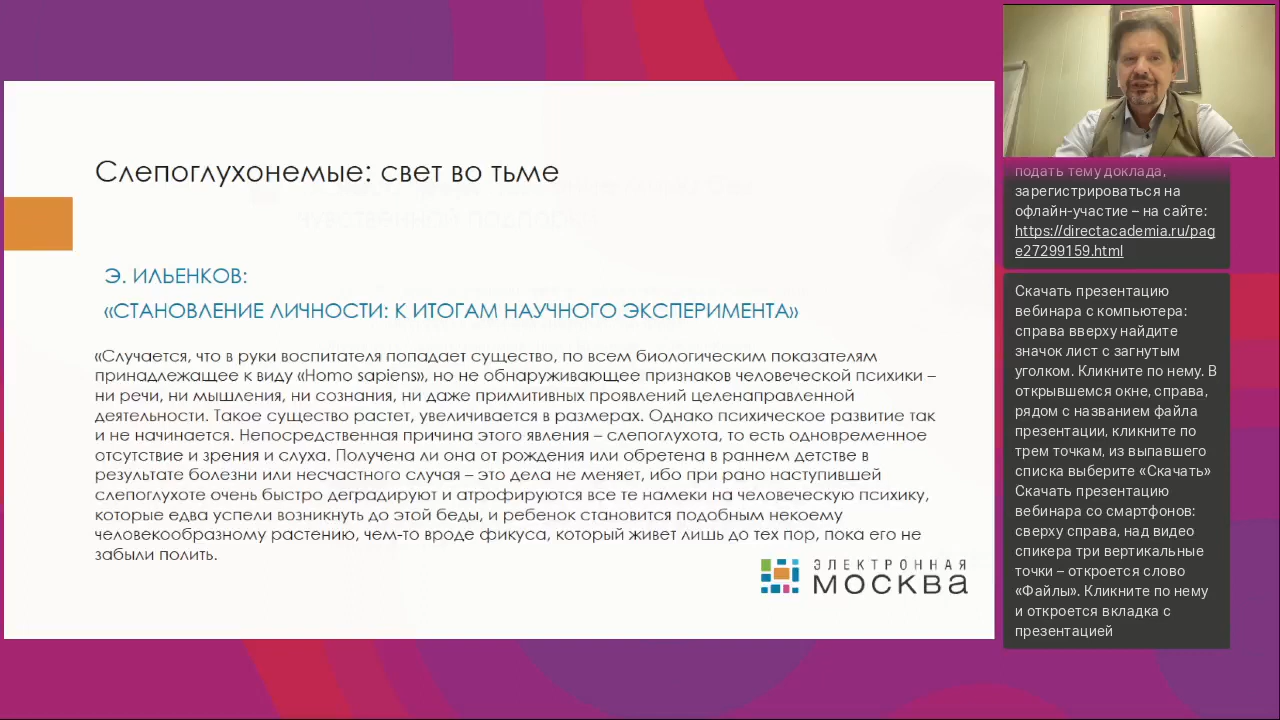 Слепоглухонемые: свет во тьме
Э. ИЛЬЕНКОВ:
«СТАНОВЛЕНИЕ ЛИЧНОСТИ: К ИТОГАМ НАУЧНОГО ЭКСПЕРИМЕНТА»
«Случается, что в руки воспитателя попадает существо, по всем биологическим показателям
принадлежащее к виду «Homo sapiens», но не обнаруживающее признаков человеческой психики –
ни речи, ни мышления, ни сознания, ни даже примитивных проявлений целенаправленной
деятельности. Такое существо растет, увеличивается в размерах. Однако психическое развитие так
и не начинается. Непосредственная причина этого явления – слепоглухота, то есть одновременное
отсутствие и зрения и слуха. Получена ли она от рождения или обретена в раннем детстве в
результате болезни или несчастного случая – это дела не меняет, ибо при рано наступившей
слепоглухоте очень быстро деградируют и атрофируются все те намеки на человеческую психику,
которые едва успели возникнуть до этой беды, и ребенок становится подобным некоему
человекообразному растению, чем-то вроде фикуса, который живет лишь до тех пор, пока его не
забыли полить.
ЭЛЕКТРОННАЯ
МОСКВА
подать тему доклада,
зарегистрироваться на
офлайн-участие – на сайте:
https://directacademia.ru/pag
e27299159.html
Скачать презентацию
вебинара с компьютера:
справа вверху найдите
значок лист с загнутым
уголком. Кликните по нему. В
открывшемся окне, справа,
рядом с названием файла
презентации, кликните по
трем точкам, из выпавшего
списка выберите «Скачать»
Скачать презентацию
вебинара со смартфонов:
сверху справа, над видео
спикера три вертикальные
точки – откроется слово
«Файлы». Кликните по нему
и откроется вкладка с
презентацией